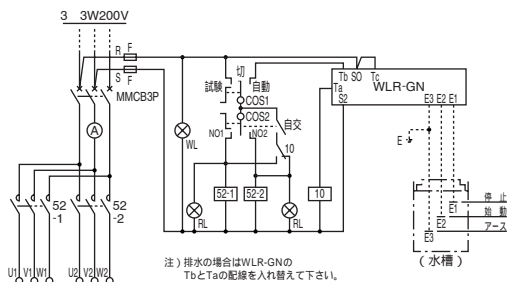 3 3W200V
R F
S F
MMCB3P
A
52
-1
52
-2
U1 V1 W1 U2 V2 W2
切
試験 自動
COS1
COS2
自交
NO1 NO2
10
WL
RL
52-1
52-2
RL
10
Tb SO Tc
Ta
S2
WLR-GN
E3 E2 E1
E
E1 停止
E2 始動
E3 アース
(水槽)
注) 排水の場合はWLR-GNの
TbとTaの配線を入れ替えて下さい。